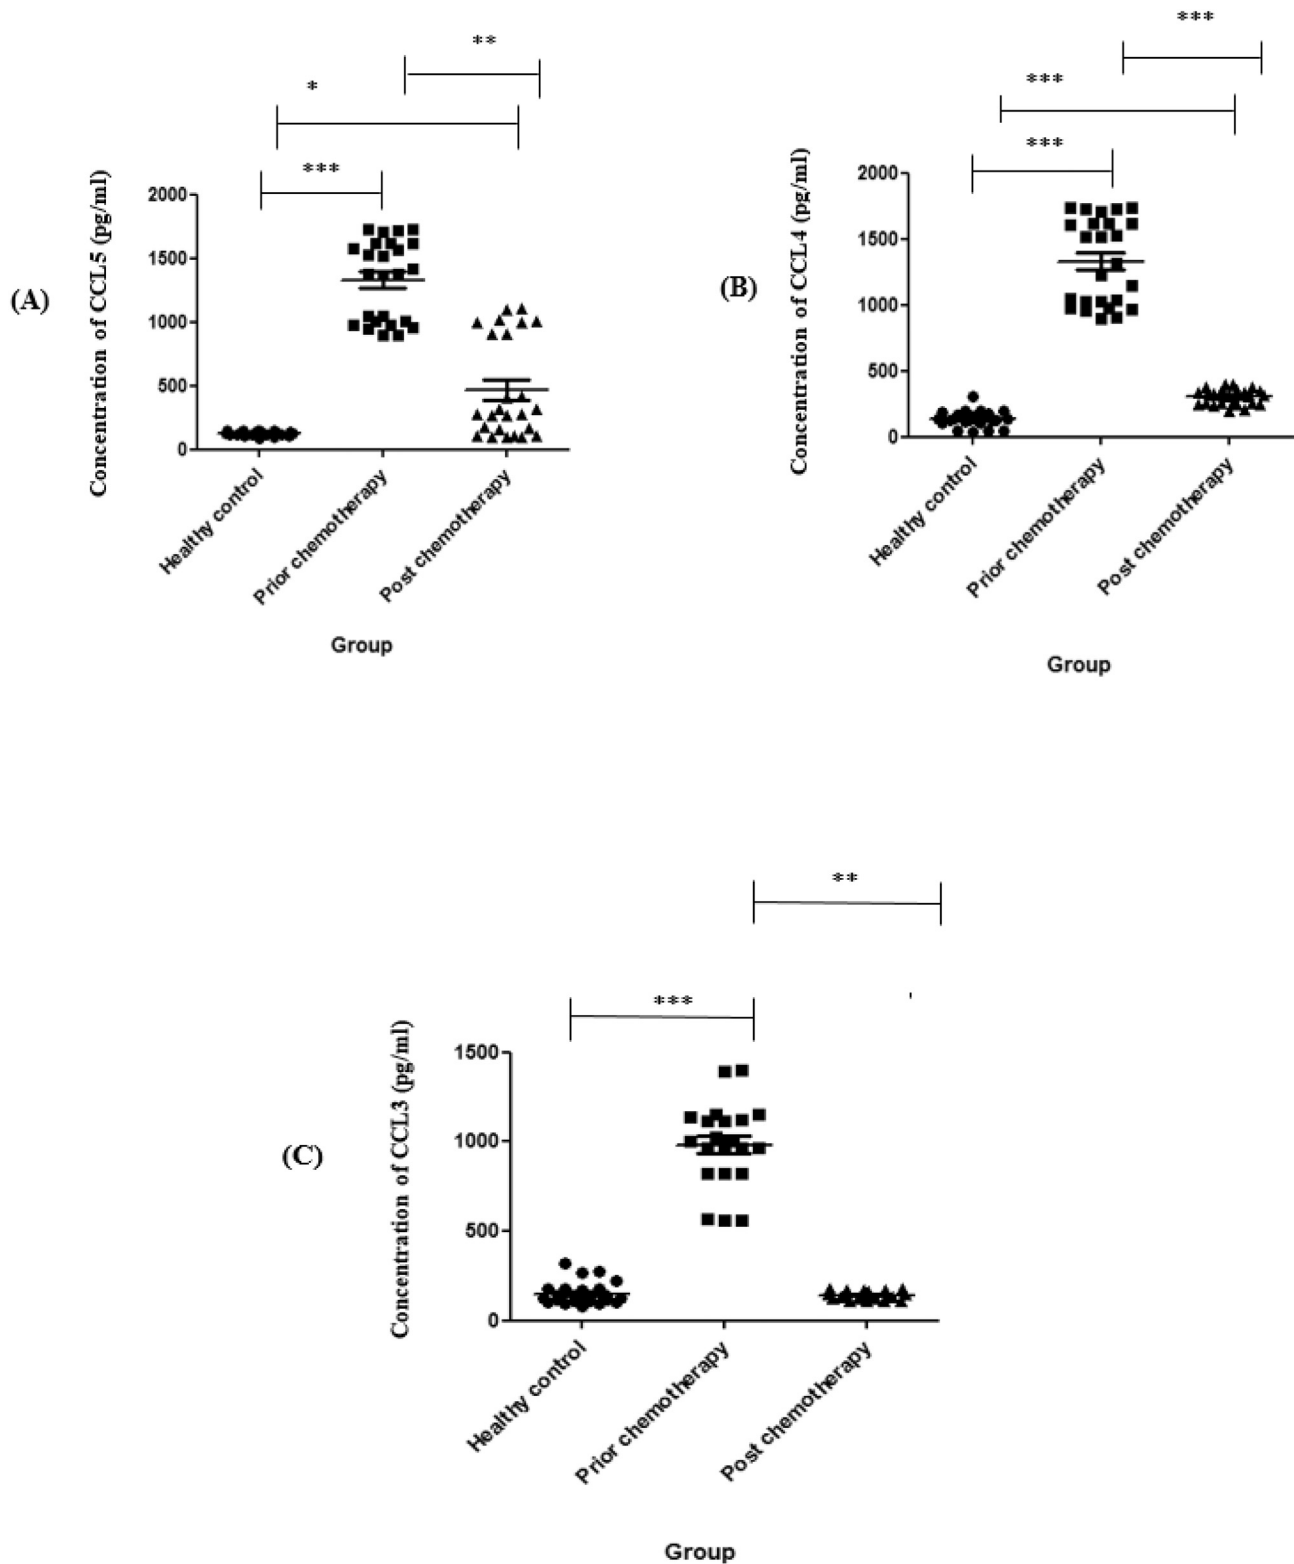 (A)
**
*
***
Concentration of CCL5 (pg/ml)
2000
1500
1000
500
0
Healthy control
Prior chemotherapy
Post chemotherapy
Group
(B)
***
***
***
Concentration of CCL4 (pg/ml)
2000
1500
1000
500
0
Healthy control
Prior chemotherapy
Post chemotherapy
Group
(C)
**
***
Concentration of CCL3 (pg/ml)
1500
1000
500
0
Healthy control
Prior chemotherapy
Post chemotherapy
Group